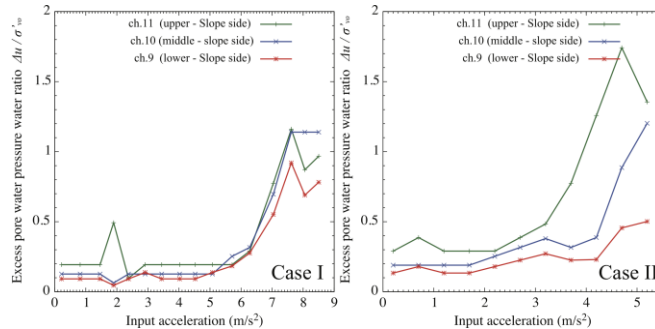 Excess pore water pressure water ratio Δu / σ'vo
2
1.5
1
0.5
0
ch.11 (upper - Slope side)
ch.10 (middle - slope side)
ch.9 (lower - Slope side)
Case I
0 1 2 3 4 5 6 7 8 9
Input acceleration (m/s²)
Excess pore water pressure water ratio Δu / σ'vo
2
1.5
1
0.5
0
ch.11 (upper - Slope side)
ch.10 (middle - slope side)
ch.9 (lower - Slope side)
Case II
0 1 2 3 4 5
Input acceleration (m/s²)